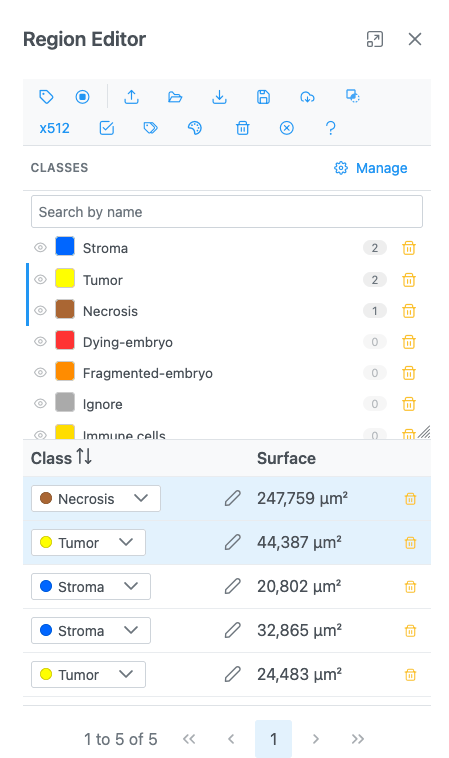 Region Editor
x512
CLASSES Manage
Search by name
Stroma 2
Tumor 2
Necrosis 1
Dying-embryo 0
Fragmented-embryo 0
Ignore 0
Immune cells 0
Class Surface
Necrosis 247,759 µm²
Tumor 44,387 µm²
Stroma 20,802 µm²
Stroma 32,865 µm²
Tumor 24,483 µm²
1 to 5 of 5 << < 1 > >>